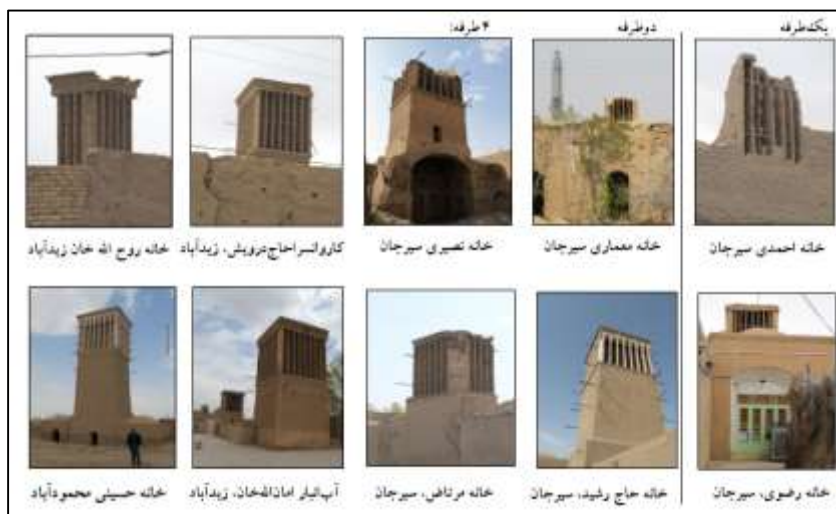 یک‌طرفه
دوطرفه
۴طرفه:
خانه احمدی سیرجان
خانه معماری سیرجان
خانه نصیری سیرجان
کاروانسرا حاج درویش، زیدآباد
خانه روح الله خان زیدآباد
خانه رضوی، سیرجان
خانه حاج رشید، سیرجان
خانه مرتاض، سیرجان
آب انبار امان‌الله‌خان، زیدآباد
خانه حسینی محمودآباد